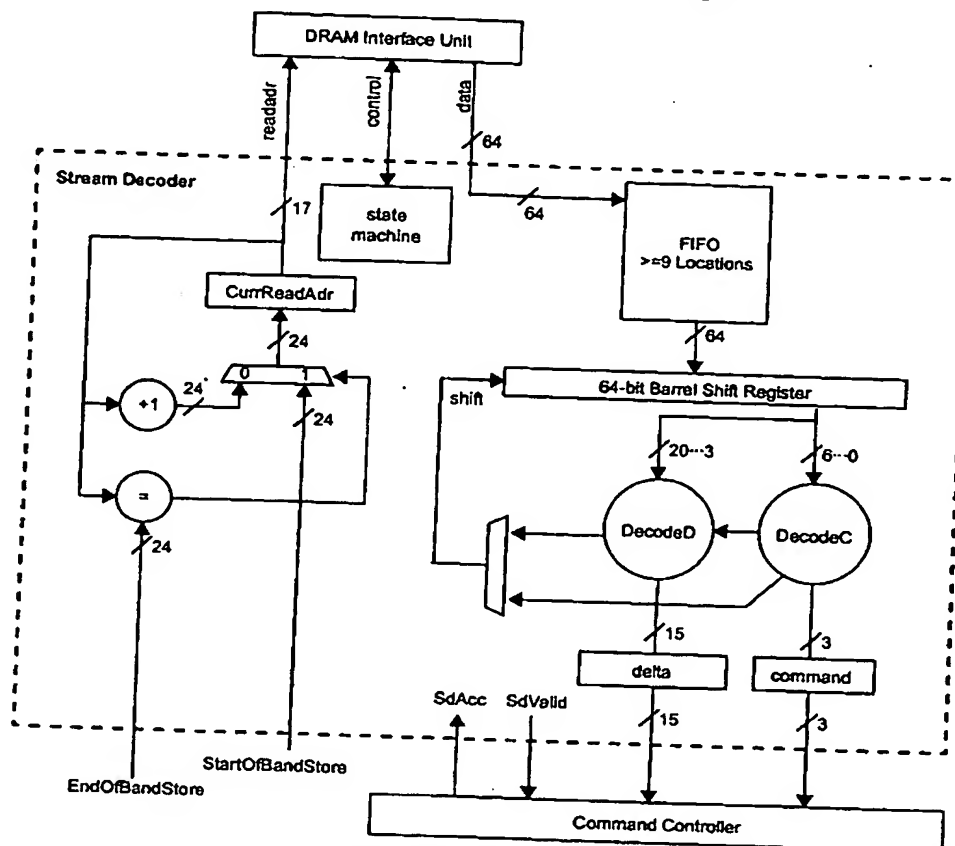 DRAM Interface Unit
readadr
control
data
64
Stream Decoder
17
state
machine
64
FIFO
>=9 Locations
CurrReadAdr
24
64
0 1
64-bit Barrel Shift Register
shift
+1
24
24
20...3
6...0
=
24
DecodeD
DecodeC
15
3
delta
command
SdAcc
SdValid
15
3
StartOfBandStore
EndOfBandStore
Command Controller